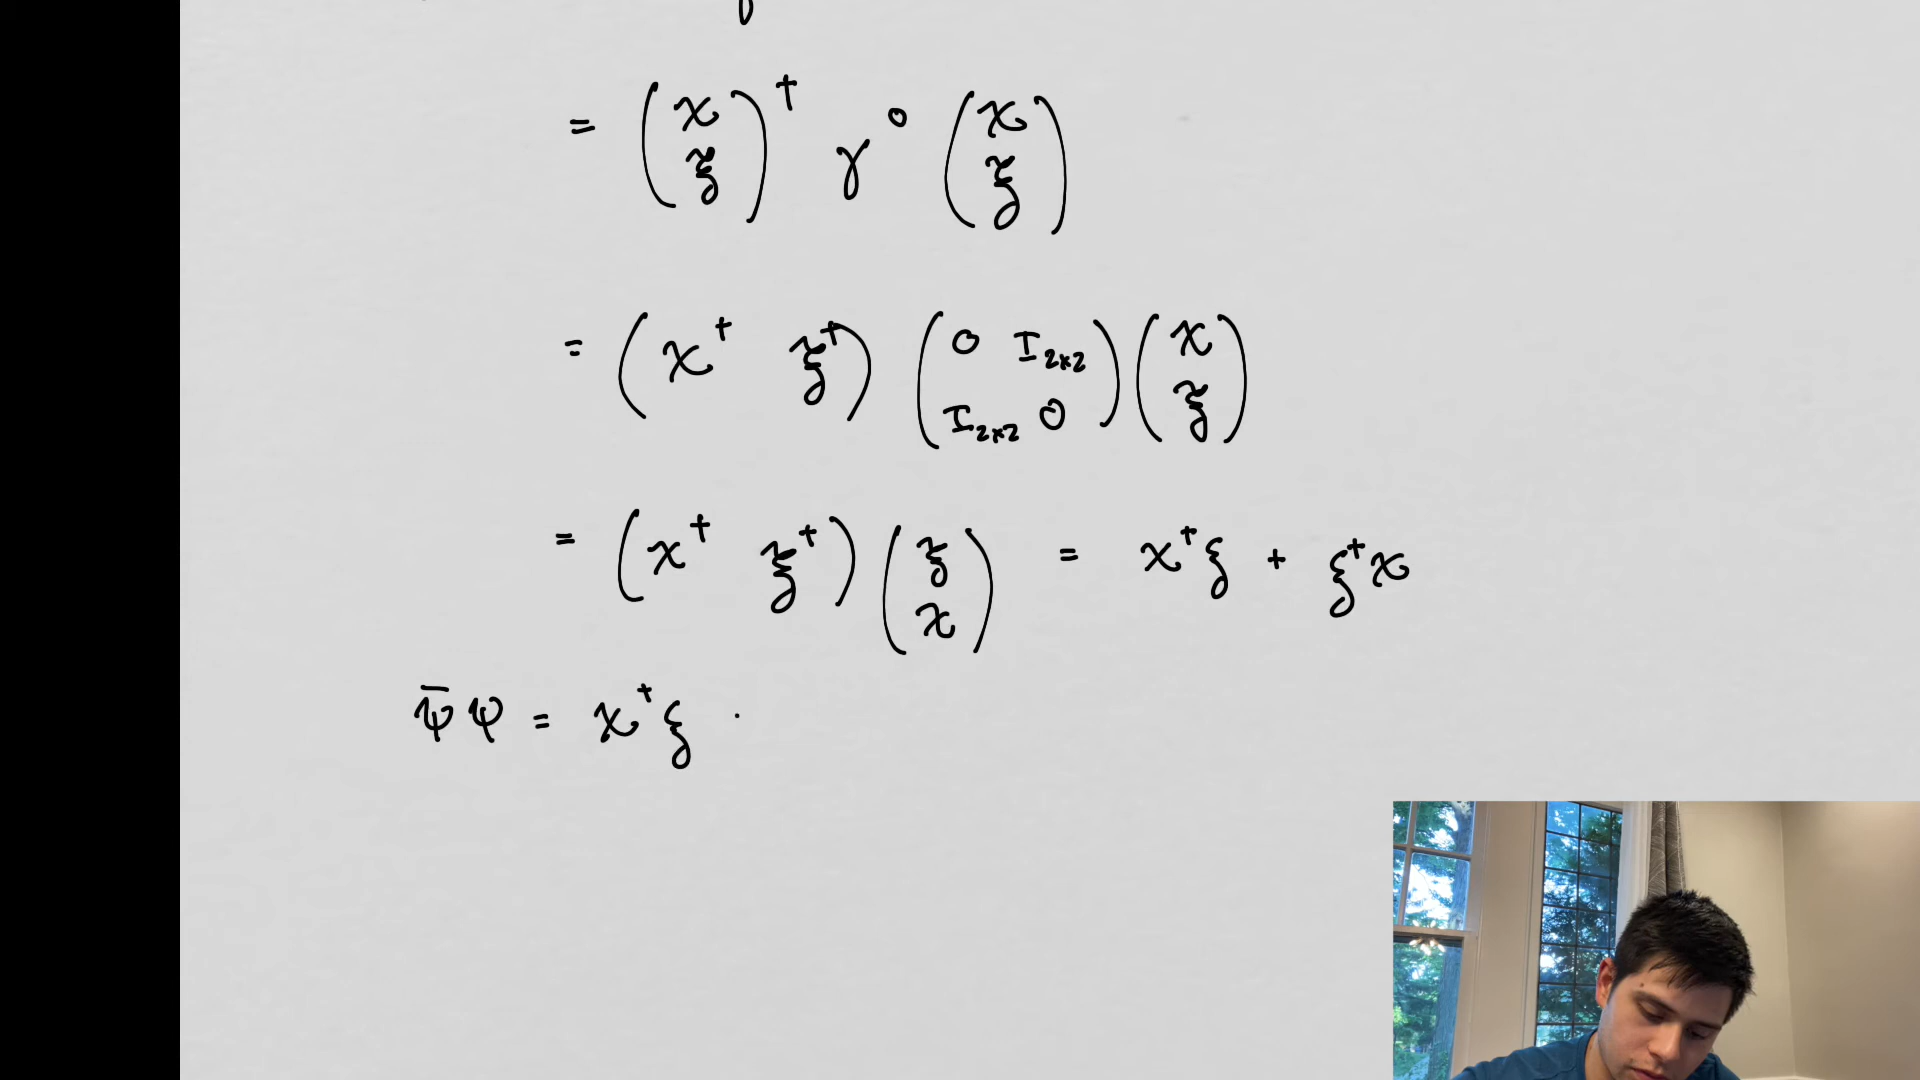 = (χ ξ)† γ⁰ (χ ξ)
= (χ† ξ†) (0 I₂ₓ₂ I₂ₓ₂ 0) (χ ξ)
= (χ† ξ†) (ξ χ) = χ†ξ + ξ†χ
ψ̄ψ = χ†ξ